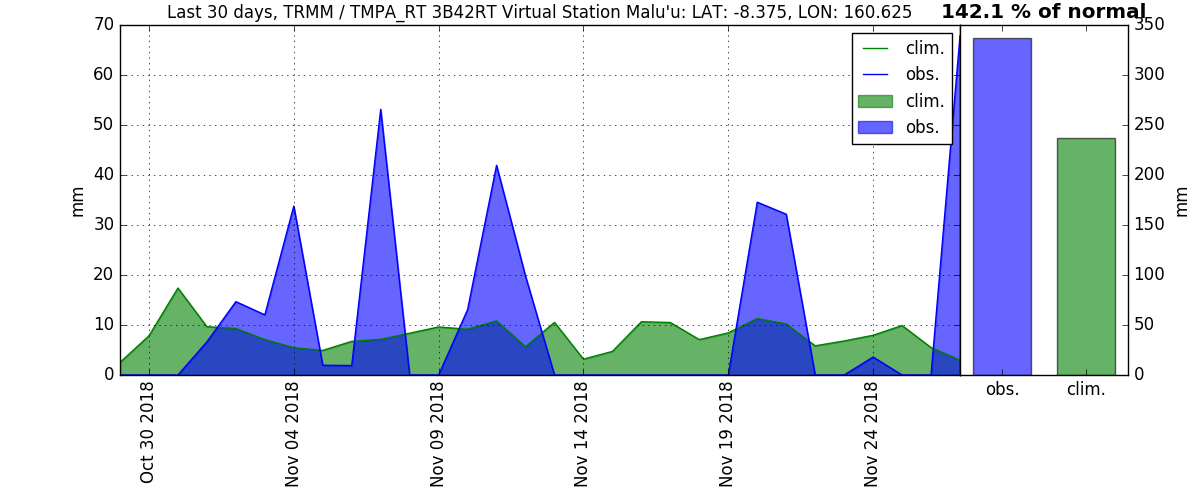 Last 30 days, TRMM / TMPA_RT 3B42RT Virtual Station Malu'u: LAT: -8.375, LON: 160.625
142.1 % of normal
70
60
50
40
30
20
10
0
mm
clim.
obs.
clim.
obs.
350
300
250
200
150
100
50
0
mm
Oct 30 2018
Nov 04 2018
Nov 09 2018
Nov 14 2018
Nov 19 2018
Nov 24 2018
obs.
clim.